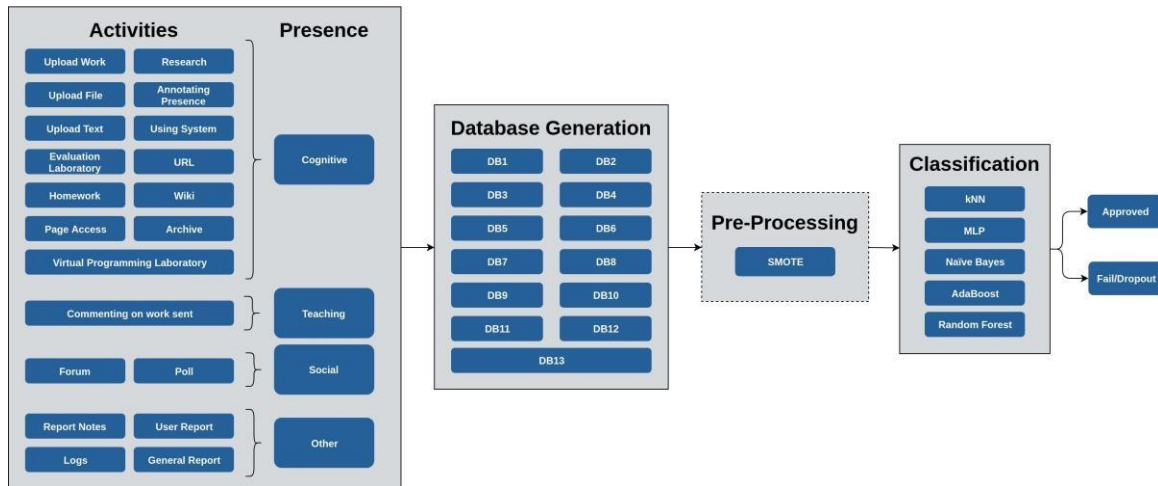 Activities
Presence
Upload Work
Research
Upload File
Annotating
Presence
Upload Text
Using System
Evaluation
Laboratory
URL
Homework
Wiki
Page Access
Archive
Virtual Programming Laboratory
Cognitive
Commenting on work sent
Teaching
Forum
Poll
Social
Report Notes
User Report
Logs
General Report
Other
Database Generation
DB1
DB2
DB3
DB4
DB5
DB6
DB7
DB8
DB9
DB10
DB11
DB12
DB13
Pre-Processing
SMOTE
Classification
kNN
MLP
Naïve Bayes
AdaBoost
Random Forest
Approved
Fail/Dropout